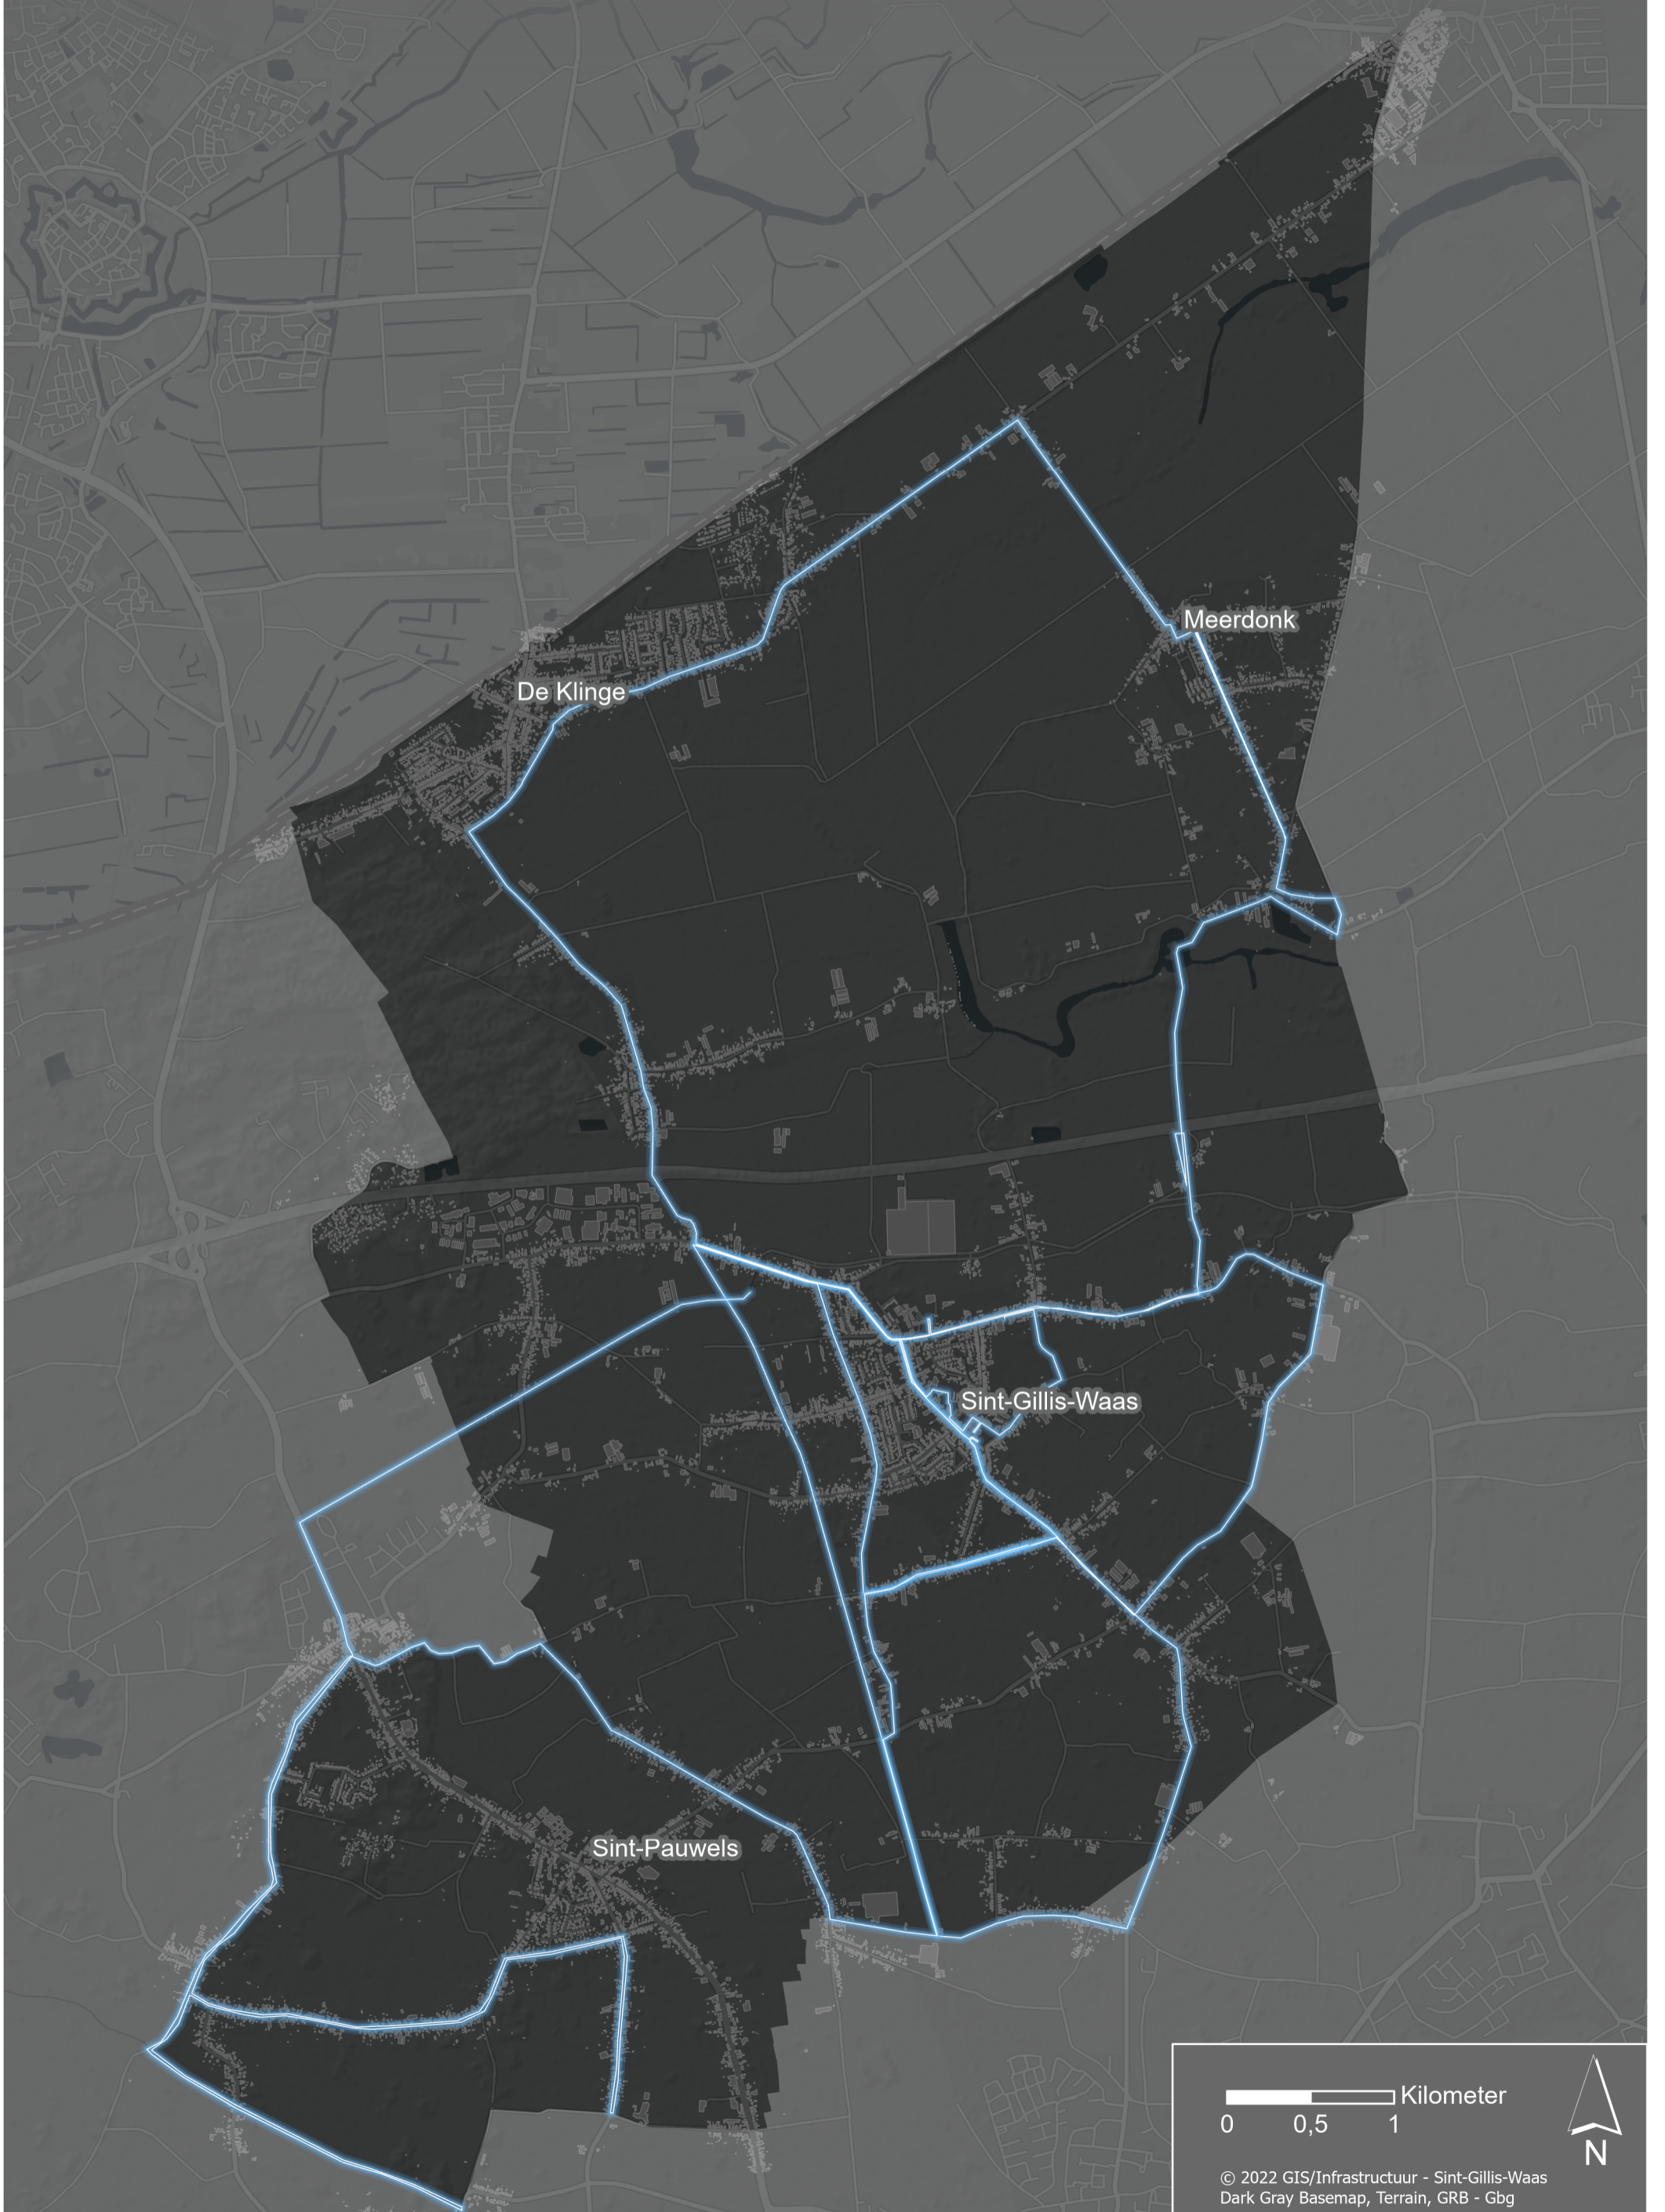 Meerdonk
De Klinge
Sint-Gillis-Waas
Sint-Pauwels
Kilometer
0 0,5 1
N
© 2022 GIS/Infrastructuur - Sint-Gillis-Waas
Dark Gray Basemap, Terrain, GRB - Gbg